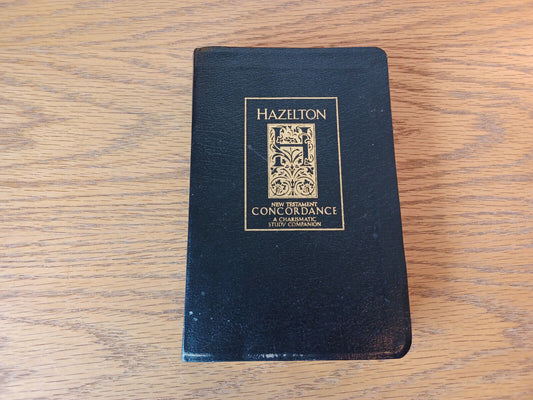 HAZELTON
H
NEW TESTAMENT
CONCORDANCE
A CHARISMATIC
STUDY COMPANION